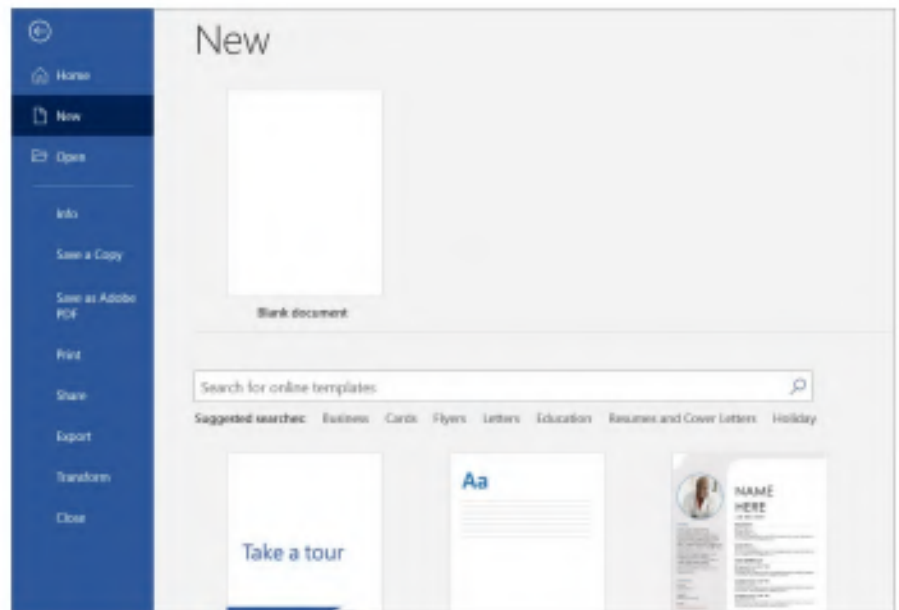 New
Home
New
Open
Info
Save a Copy
Save as Adobe
PDF
Print
Share
Export
Transform
Close
Blank document
Search for online templates
Suggested searches: Business Cards Flyers Letters Education Resumes and Cover Letters Holiday
Take a tour
Aa
NAME
HERE